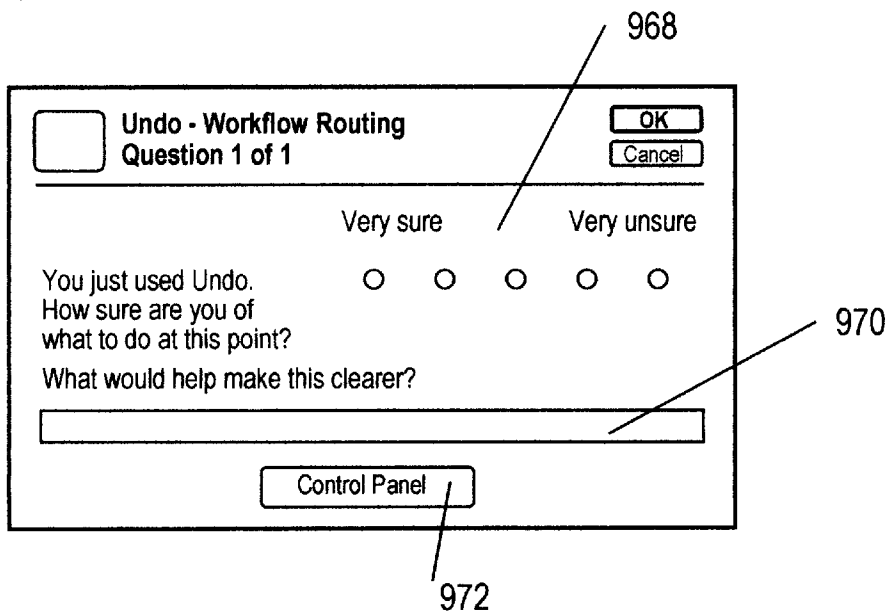 968
Undo - Workflow Routing
Question 1 of 1
OK
Cancel
Very sure
Very unsure
You just used Undo.
How sure are you of
what to do at this point?
What would help make this clearer?
970
Control Panel
972